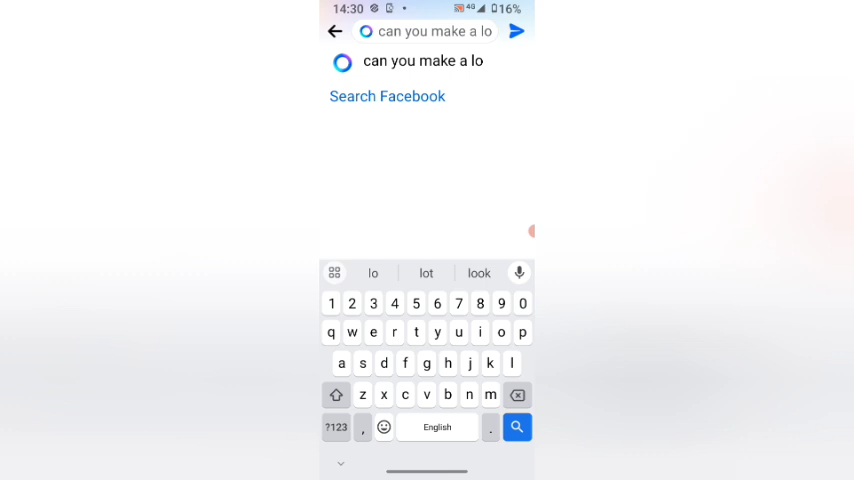 14:30 4G 16%
can you make a lo
can you make a lo
Search Facebook
lo lot look
1 2 3 4 5 6 7 8 9 0
q w e r t y u i o p
a s d f g h j k l
z x c v b n m
?123 , English .